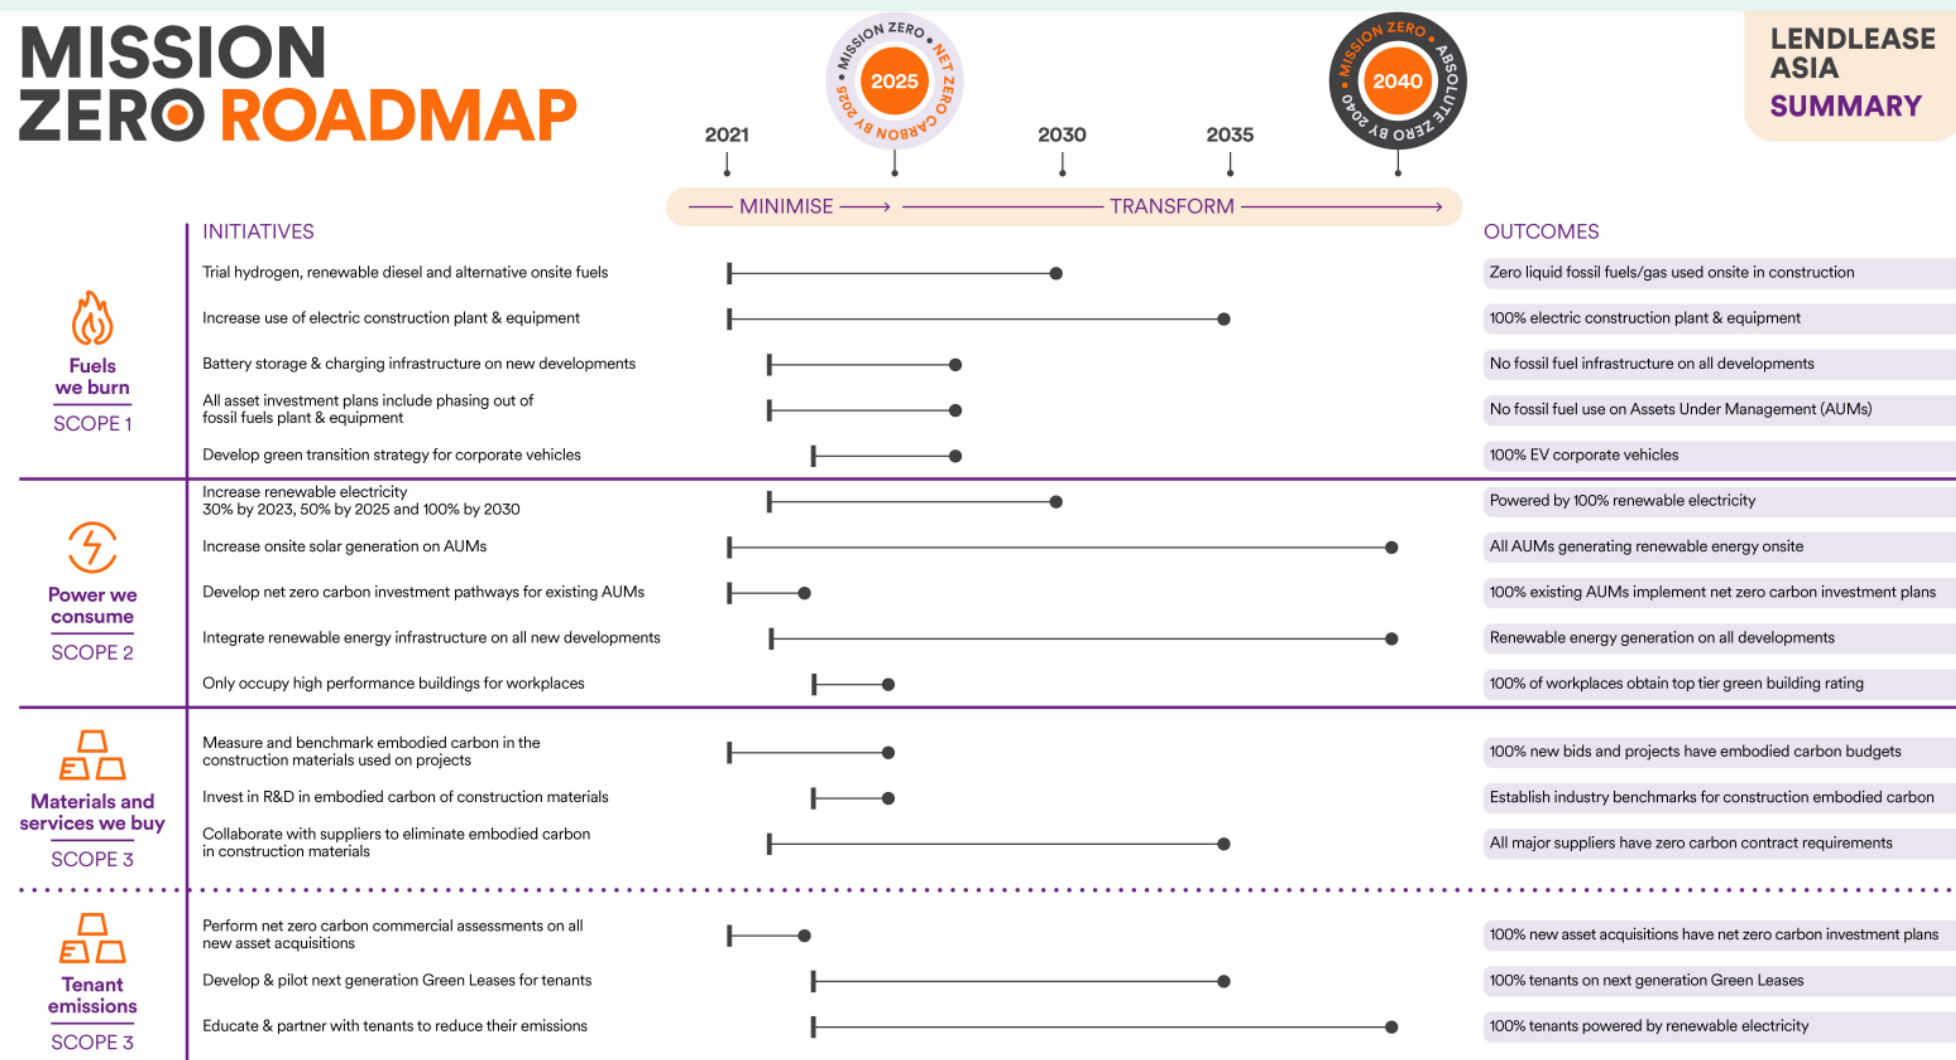 MISSION
ZERO ROADMAP
• MISSION ZERO • NET ZERO CARBON BY 2025
2025
• MISSION ZERO • ABSOLUTE ZERO BY 2040
2040
LENDLEASE
ASIA
SUMMARY
2021
2030
2035
MINIMISE
TRANSFORM
INITIATIVES
OUTCOMES
Fuels
we burn
SCOPE 1
Trial hydrogen, renewable diesel and alternative onsite fuels
Zero liquid fossil fuels/gas used onsite in construction
Increase use of electric construction plant & equipment
100% electric construction plant & equipment
Battery storage & charging infrastructure on new developments
No fossil fuel infrastructure on all developments
All asset investment plans include phasing out of
fossil fuels plant & equipment
No fossil fuel use on Assets Under Management (AUMs)
Develop green transition strategy for corporate vehicles
100% EV corporate vehicles
Power we
consume
SCOPE 2
Increase renewable electricity
30% by 2023, 50% by 2025 and 100% by 2030
Powered by 100% renewable electricity
Increase onsite solar generation on AUMs
All AUMs generating renewable energy onsite
Develop net zero carbon investment pathways for existing AUMs
100% existing AUMs implement net zero carbon investment plans
Integrate renewable energy infrastructure on all new developments
Renewable energy generation on all developments
Only occupy high performance buildings for workplaces
100% of workplaces obtain top tier green building rating
Materials and
services we buy
SCOPE 3
Measure and benchmark embodied carbon in the
construction materials used on projects
100% new bids and projects have embodied carbon budgets
Invest in R&D in embodied carbon of construction materials
Establish industry benchmarks for construction embodied carbon
Collaborate with suppliers to eliminate embodied carbon
in construction materials
All major suppliers have zero carbon contract requirements
Tenant
emissions
SCOPE 3
Perform net zero carbon commercial assessments on all
new asset acquisitions
100% new asset acquisitions have net zero carbon investment plans
Develop & pilot next generation Green Leases for tenants
100% tenants on next generation Green Leases
Educate & partner with tenants to reduce their emissions
100% tenants powered by renewable electricity